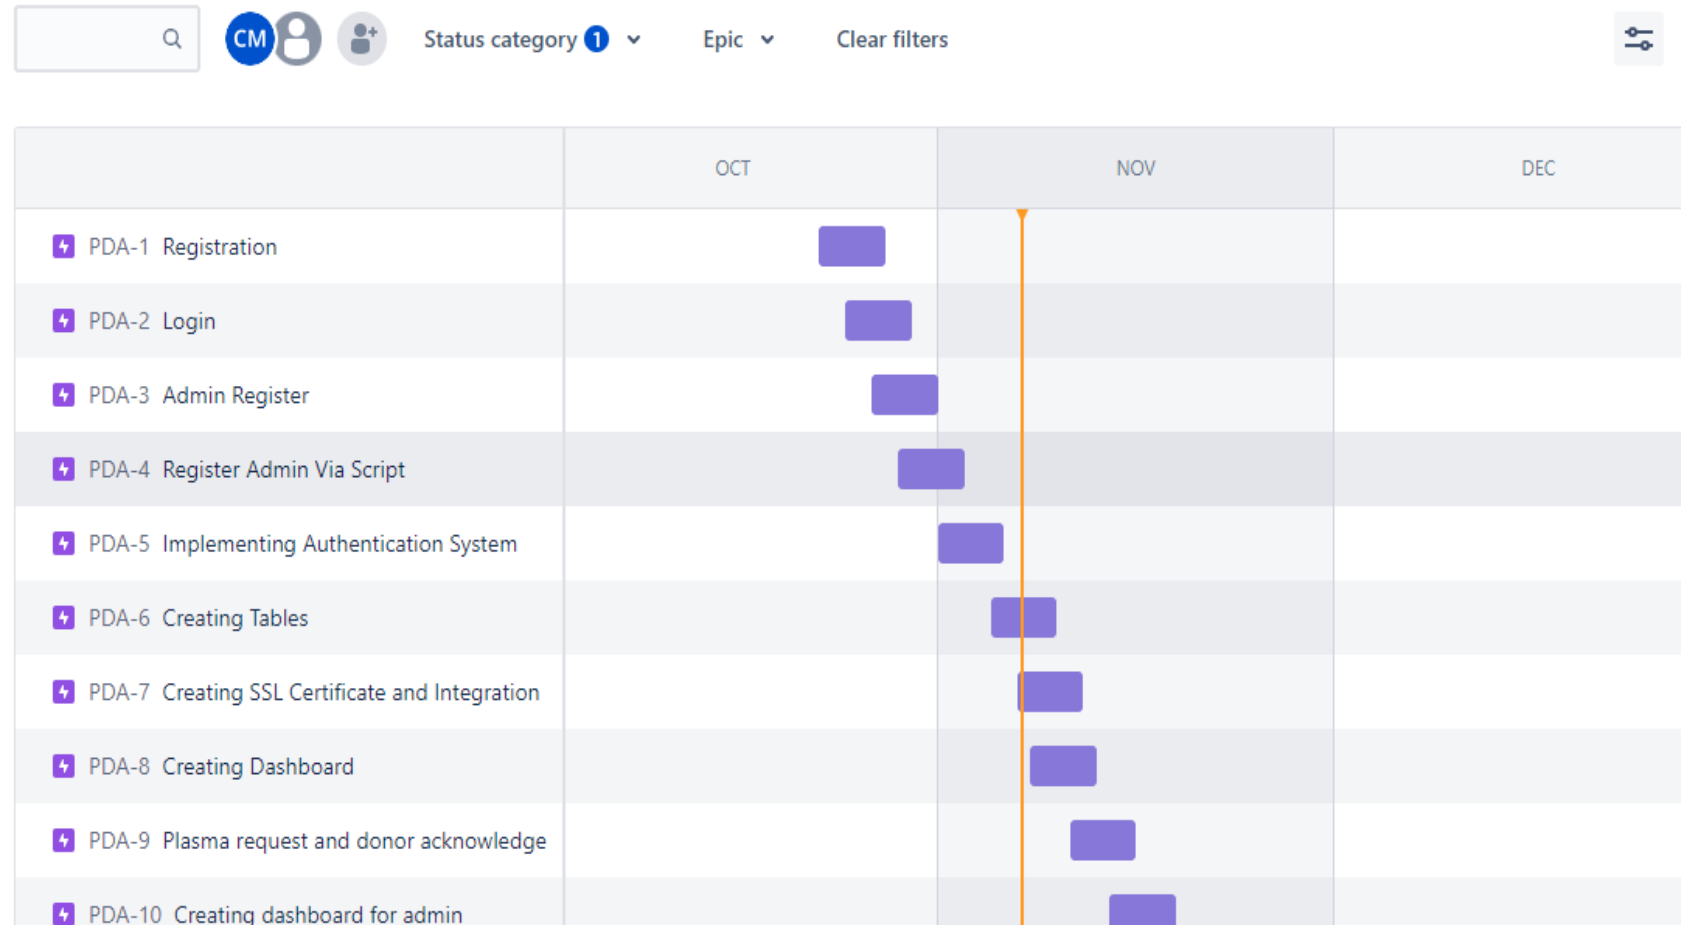 CM Status category 1 Epic Clear filters
OCT NOV DEC
PDA-1 Registration
PDA-2 Login
PDA-3 Admin Register
PDA-4 Register Admin Via Script
PDA-5 Implementing Authentication System
PDA-6 Creating Tables
PDA-7 Creating SSL Certificate and Integration
PDA-8 Creating Dashboard
PDA-9 Plasma request and donor acknowledge
PDA-10 Creating dashboard for admin